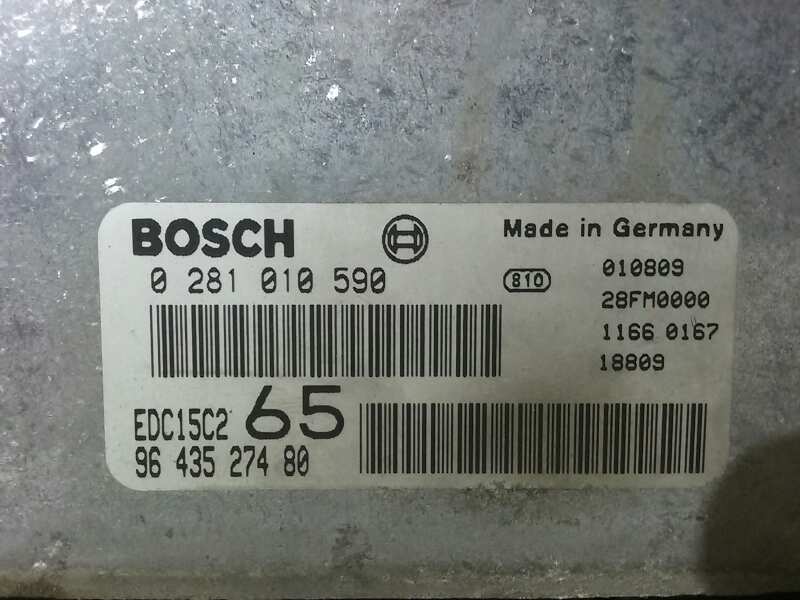 BOSCH
Made in Germany
0 281 010 590
810
010809
28FM0000
1166 0167
18809
EDC15C2 65
96 435 274 80